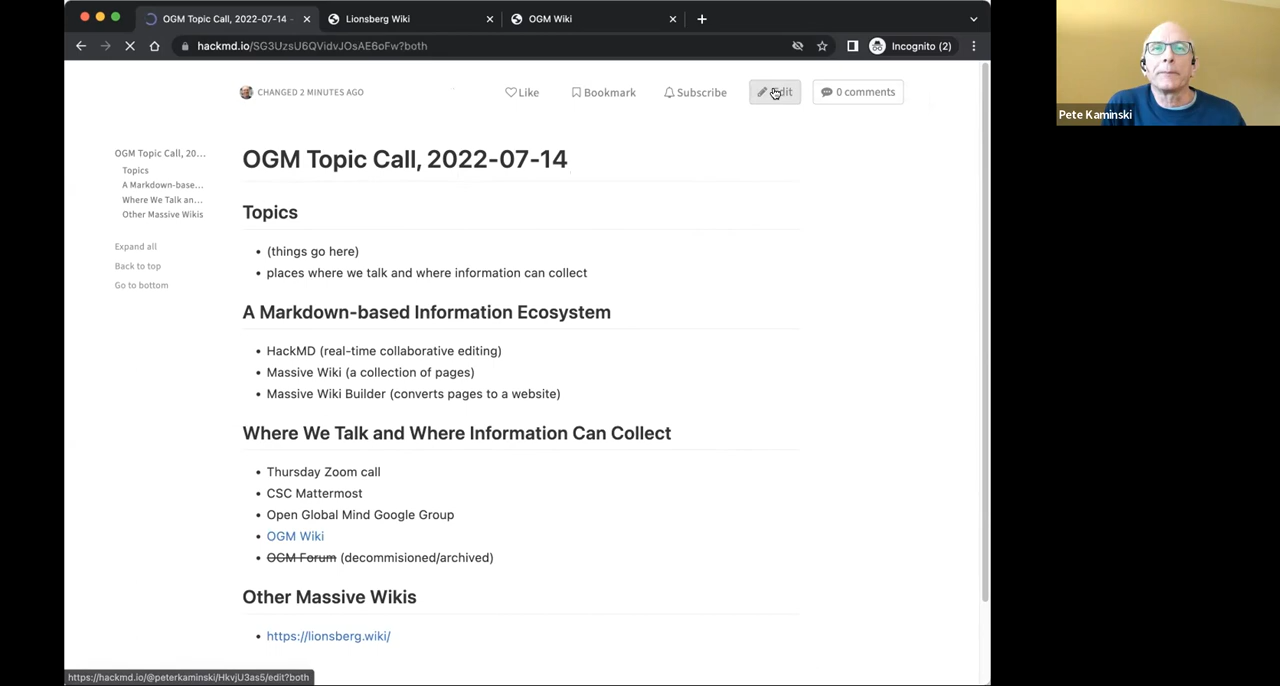 OGM Topic Call, 2022-07-14 -
Lionsberg Wiki
OGM Wiki
hackmd.io/SG3UzsU6QVidvJOsAE6oFw?both
Incognito (2)
CHANGED 2 MINUTES AGO
Like
Bookmark
Subscribe
Edit
0 comments
Pete Kaminski
OGM Topic Call, 20...
Topics
A Markdown-base...
Where We Talk an...
Other Massive Wikis
Expand all
Back to top
Go to bottom
OGM Topic Call, 2022-07-14
Topics
• (things go here)
• places where we talk and where information can collect
A Markdown-based Information Ecosystem
• HackMD (real-time collaborative editing)
• Massive Wiki (a collection of pages)
• Massive Wiki Builder (converts pages to a website)
Where We Talk and Where Information Can Collect
• Thursday Zoom call
• CSC Mattermost
• Open Global Mind Google Group
• OGM Wiki
• OGM Forum (decommisioned/archived)
Other Massive Wikis
• https://lionsberg.wiki/
https://hackmd.io/@peterkaminski/HkvjU3as5/edit?both